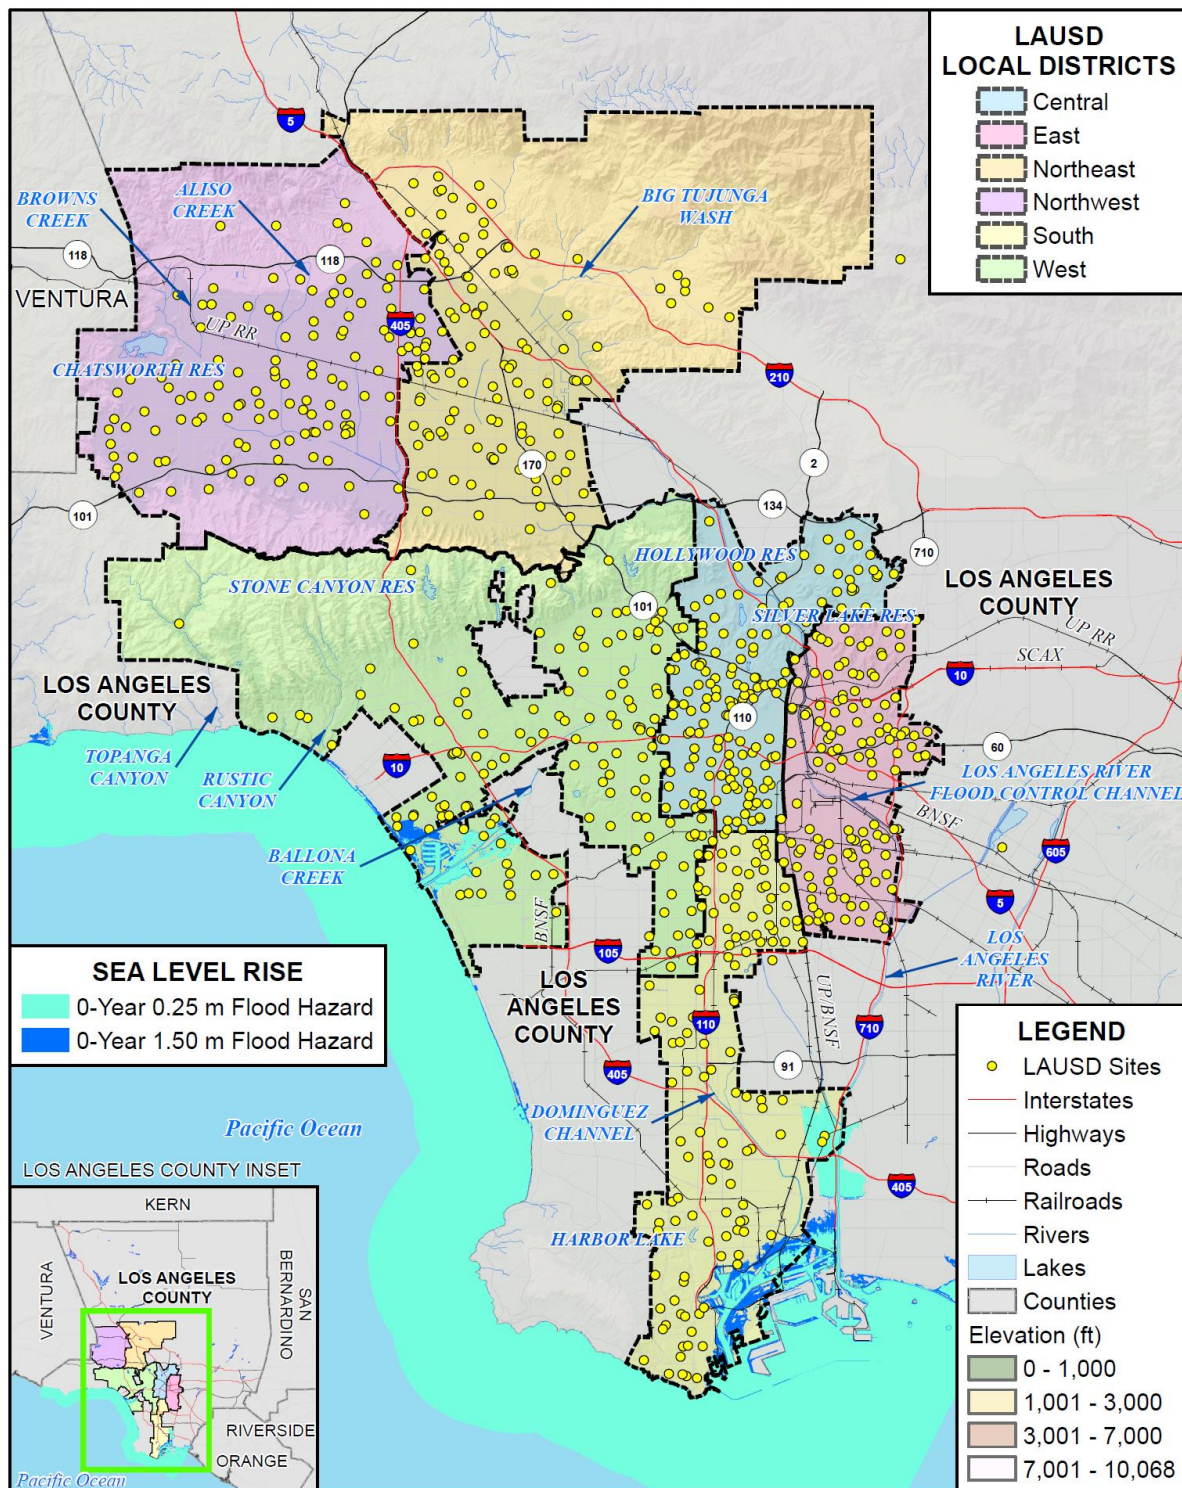 LAUSD
LOCAL DISTRICTS
Central
East
Northeast
Northwest
South
West
5
BROWNS
CREEK
ALISO
CREEK
BIG TUJUNGA
WASH
118
118
VENTURA
UP RR
405
CHATSWORTH RES
210
2
170
134
101
710
HOLLYWOOD RES
LOS ANGELES
COUNTY
STONE CANYON RES
101
SILVER LAKE RES
UP RR
SCAX
10
LOS ANGELES
COUNTY
110
60
TOPANGA
CANYON
RUSTIC
CANYON
10
LOS ANGELES RIVER
FLOOD CONTROL CHANNEL
BNSF
BALLONA
CREEK
605
5
BNSF
105
LOS
ANGELES
RIVER
SEA LEVEL RISE
0-Year 0.25 m Flood Hazard
0-Year 1.50 m Flood Hazard
LOS
ANGELES
COUNTY
UP/BNSF
110
710
91
405
DOMINGUEZ
CHANNEL
Pacific Ocean
405
HARBOR LAKE
LEGEND
LAUSD Sites
Interstates
Highways
Roads
Railroads
Rivers
Lakes
Counties
Elevation (ft)
0 - 1,000
1,001 - 3,000
3,001 - 7,000
7,001 - 10,068
LOS ANGELES COUNTY INSET
KERN
VENTURA
LOS ANGELES
COUNTY
SAN
BERNARDINO
RIVERSIDE
ORANGE
Pacific Ocean